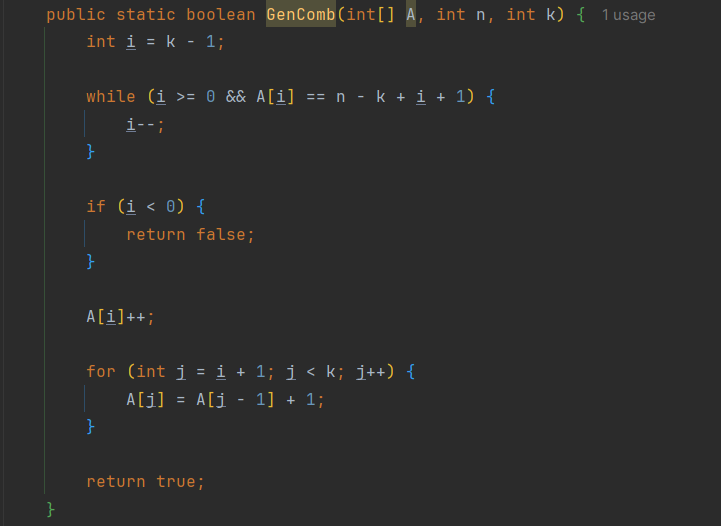 public static boolean GenComb(int[] A, int n, int k) { 1 usage
int i = k - 1;
while (i >= 0 && A[i] == n - k + i + 1) {
i--;
}
if (i < 0) {
return false;
}
A[i]++;
for (int j = i + 1; j < k; j++) {
A[j] = A[j - 1] + 1;
}
return true;
}